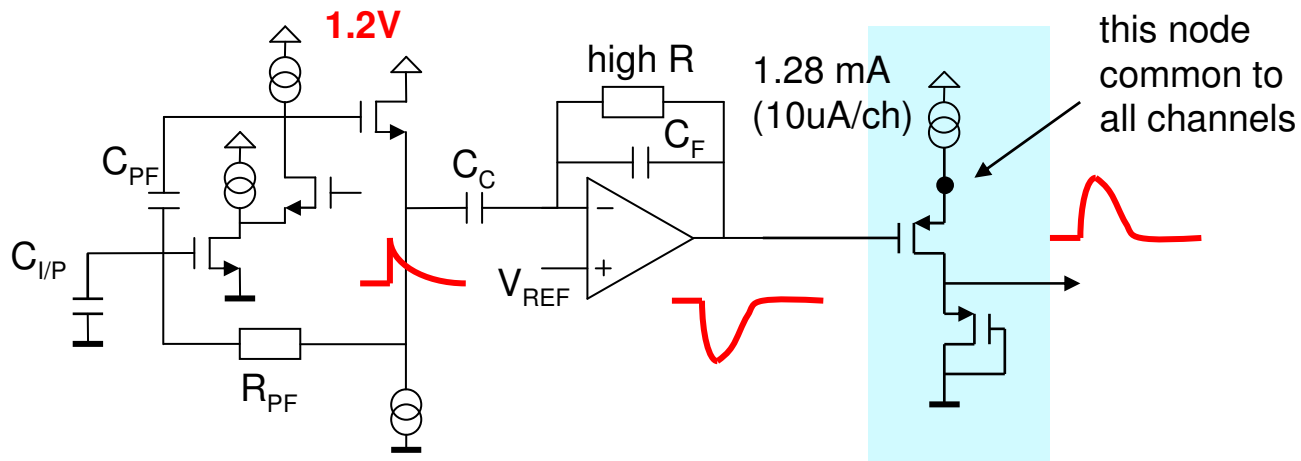 1.2V
high R
1.28 mA
(10uA/ch)
this node
common to
all channels
C_PF
C_C
C_F
C_I/P
−
+
V_REF
R_PF